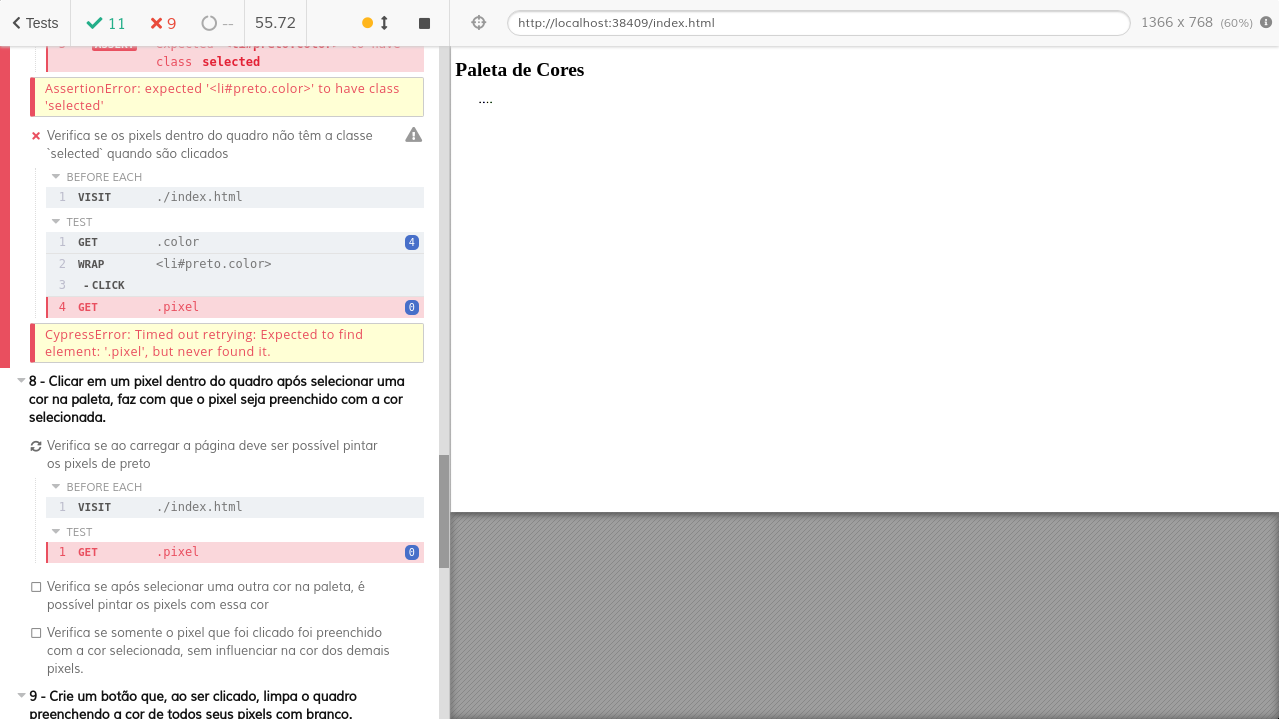 Tests
11
9
--
55.72
http://localhost:38409/index.html
1366 x 768 (60%)
class selected
AssertionError: expected '<li#preto.color>' to have class
'selected'
Verifica se os pixels dentro do quadro não têm a classe
`selected` quando são clicados
BEFORE EACH
1 VISIT ./index.html
TEST
1 GET .color 4
2 WRAP <li#preto.color>
3 -CLICK
4 GET .pixel 0
CypressError: Timed out retrying: Expected to find
element: '.pixel', but never found it.
8 - Clicar em um pixel dentro do quadro após selecionar uma
cor na paleta, faz com que o pixel seja preenchido com a cor
selecionada.
Verifica se ao carregar a página deve ser possível pintar
os pixels de preto
BEFORE EACH
1 VISIT ./index.html
TEST
1 GET .pixel 0
Verifica se após selecionar uma outra cor na paleta, é
possível pintar os pixels com essa cor
Verifica se somente o pixel que foi clicado foi preenchido
com a cor selecionada, sem influenciar na cor dos demais
pixels.
9 - Crie um botão que, ao ser clicado, limpa o quadro
preenchendo a cor de todos seus pixels com branco.
Paleta de Cores
....